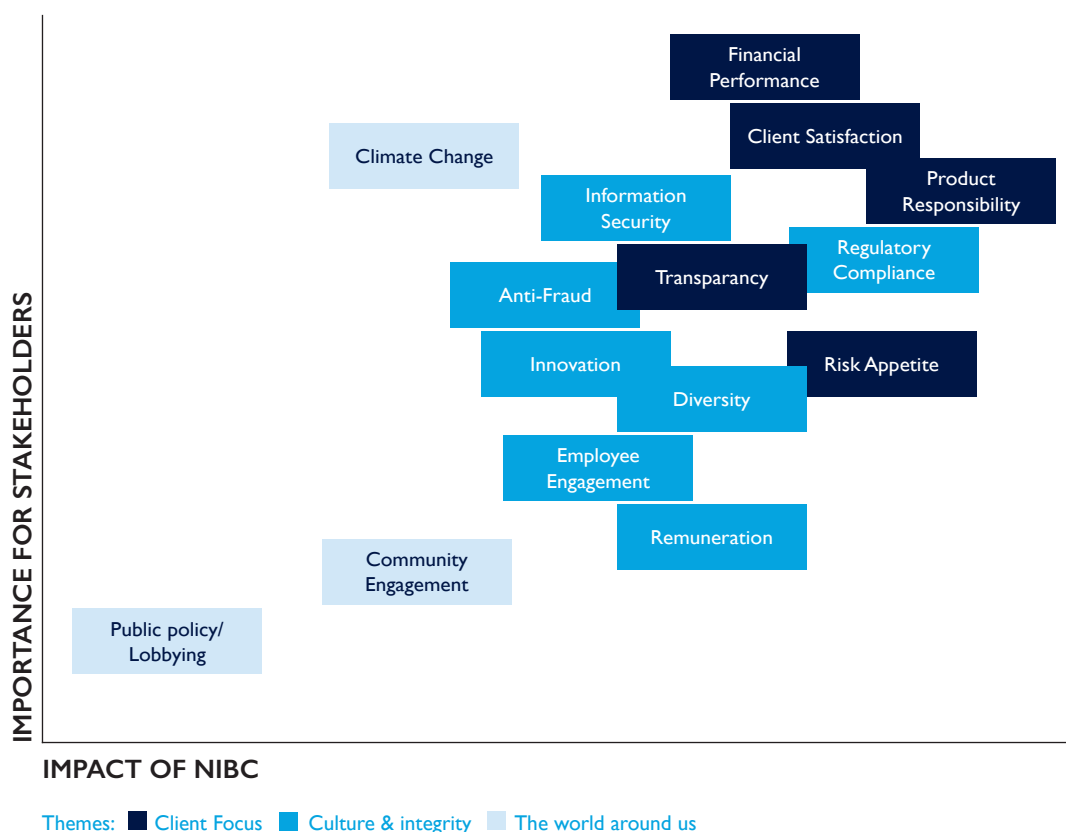 Financial
Performance
Client Satisfaction
Climate Change
Product
Responsibility
Information
Security
Regulatory
Compliance
Transparancy
Anti-Fraud
Innovation
Risk Appetite
Diversity
Employee
Engagement
Remuneration
Community
Engagement
Public policy/
Lobbying
IMPORTANCE FOR STAKEHOLDERS
IMPACT OF NIBC
Themes: Client Focus Culture & integrity The world around us